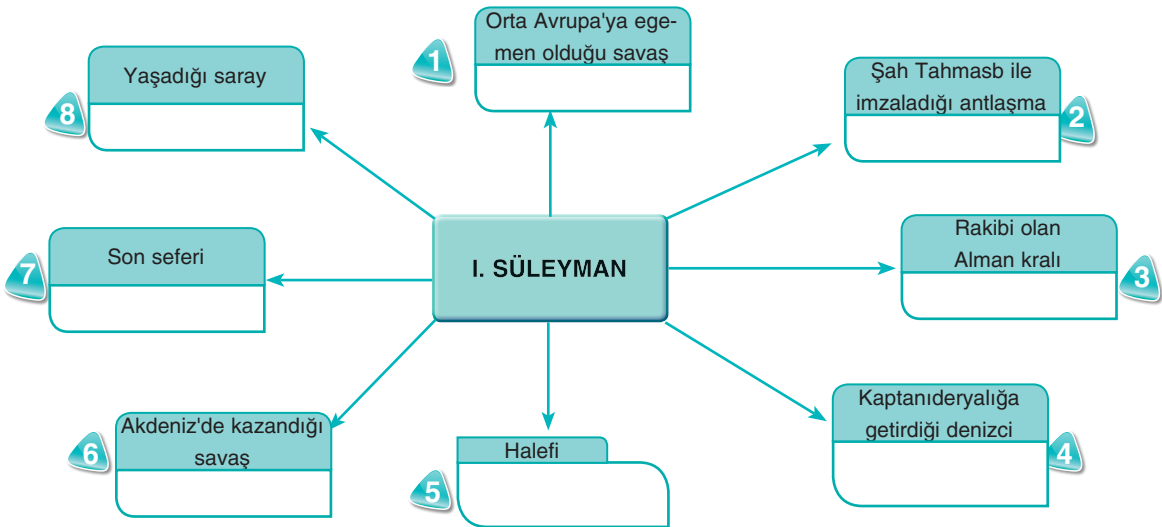 Orta Avrupa'ya ege-
men olduğu savaş
1
Şah Tahmasb ile
imzaladığı antlaşma
2
Rakibi olan
Alman kralı
3
Kaptanıderyalığa
getirdiği denizci
4
Halefi
5
Akdeniz'de kazandığı
savaş
6
Son seferi
7
Yaşadığı saray
8
I. SÜLEYMAN